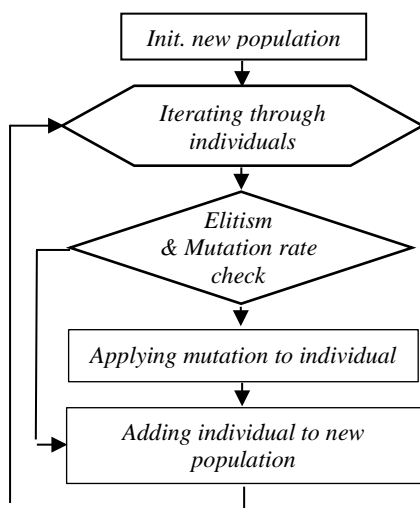 Init. new population
Iterating through
individuals
Elitism
& Mutation rate
check
Applying mutation to individual
Adding individual to new
population